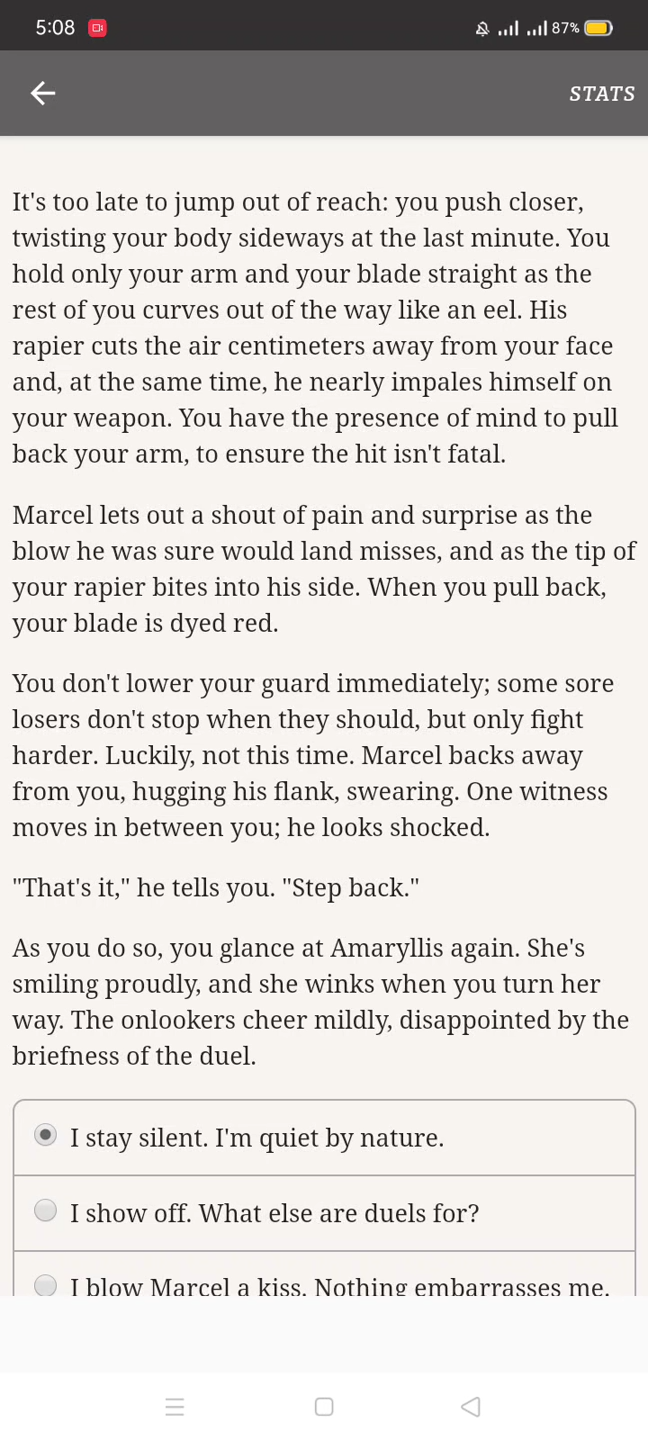 5:08
87%
STATS
It's too late to jump out of reach: you push closer,
twisting your body sideways at the last minute. You
hold only your arm and your blade straight as the
rest of you curves out of the way like an eel. His
rapier cuts the air centimeters away from your face
and, at the same time, he nearly impales himself on
your weapon. You have the presence of mind to pull
back your arm, to ensure the hit isn't fatal.
Marcel lets out a shout of pain and surprise as the
blow he was sure would land misses, and as the tip of
your rapier bites into his side. When you pull back,
your blade is dyed red.
You don't lower your guard immediately; some sore
losers don't stop when they should, but only fight
harder. Luckily, not this time. Marcel backs away
from you, hugging his flank, swearing. One witness
moves in between you; he looks shocked.
"That's it," he tells you. "Step back."
As you do so, you glance at Amaryllis again. She's
smiling proudly, and she winks when you turn her
way. The onlookers cheer mildly, disappointed by the
briefness of the duel.
I stay silent. I'm quiet by nature.
I show off. What else are duels for?
I blow Marcel a kiss. Nothing embarrasses me.